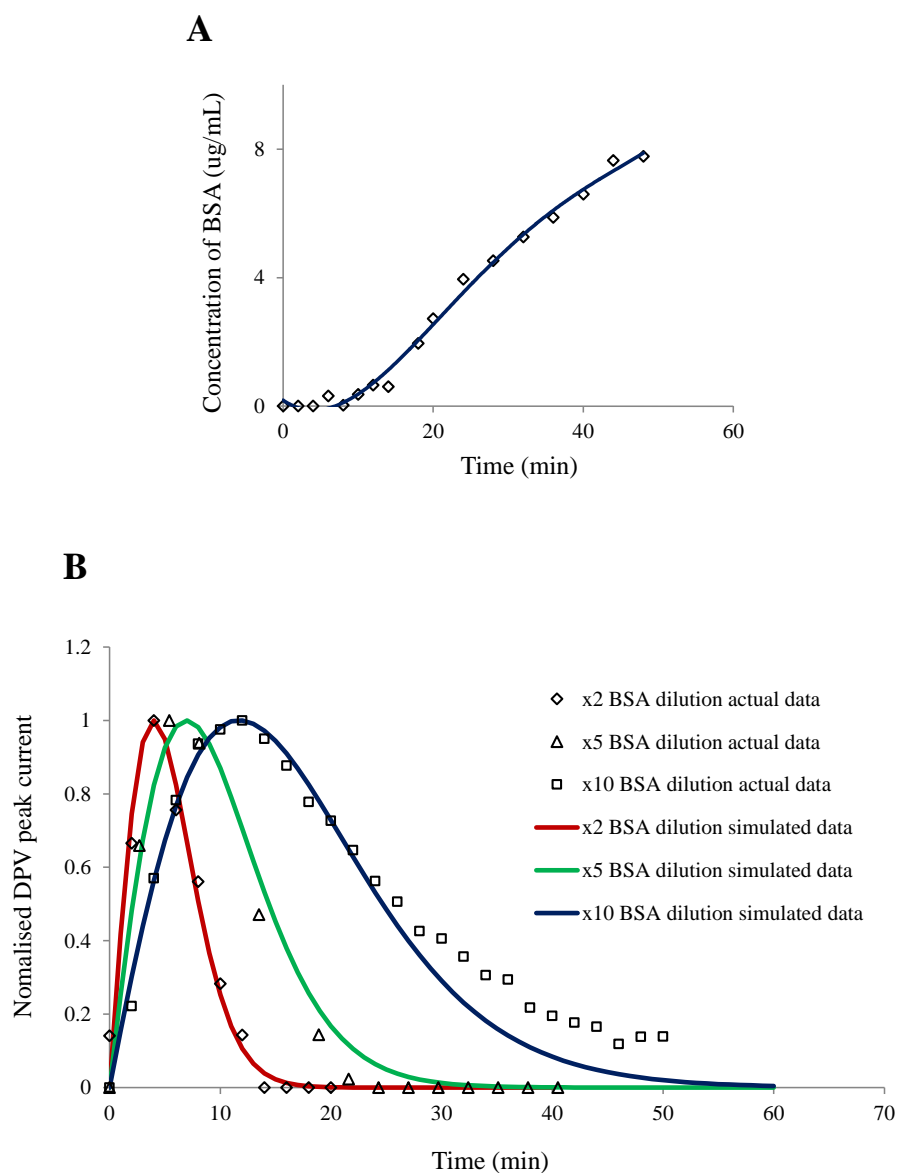 A
Concentration of BSA (ug/mL)
8
4
0
0 20 40 60
Time (min)
B
Nomalised DPV peak current
1.2
1
0.8
0.6
0.4
0.2
0
0 10 20 30 40 50 60 70
Time (min)
x2 BSA dilution actual data
x5 BSA dilution actual data
x10 BSA dilution actual data
x2 BSA dilution simulated data
x5 BSA dilution simulated data
x10 BSA dilution simulated data